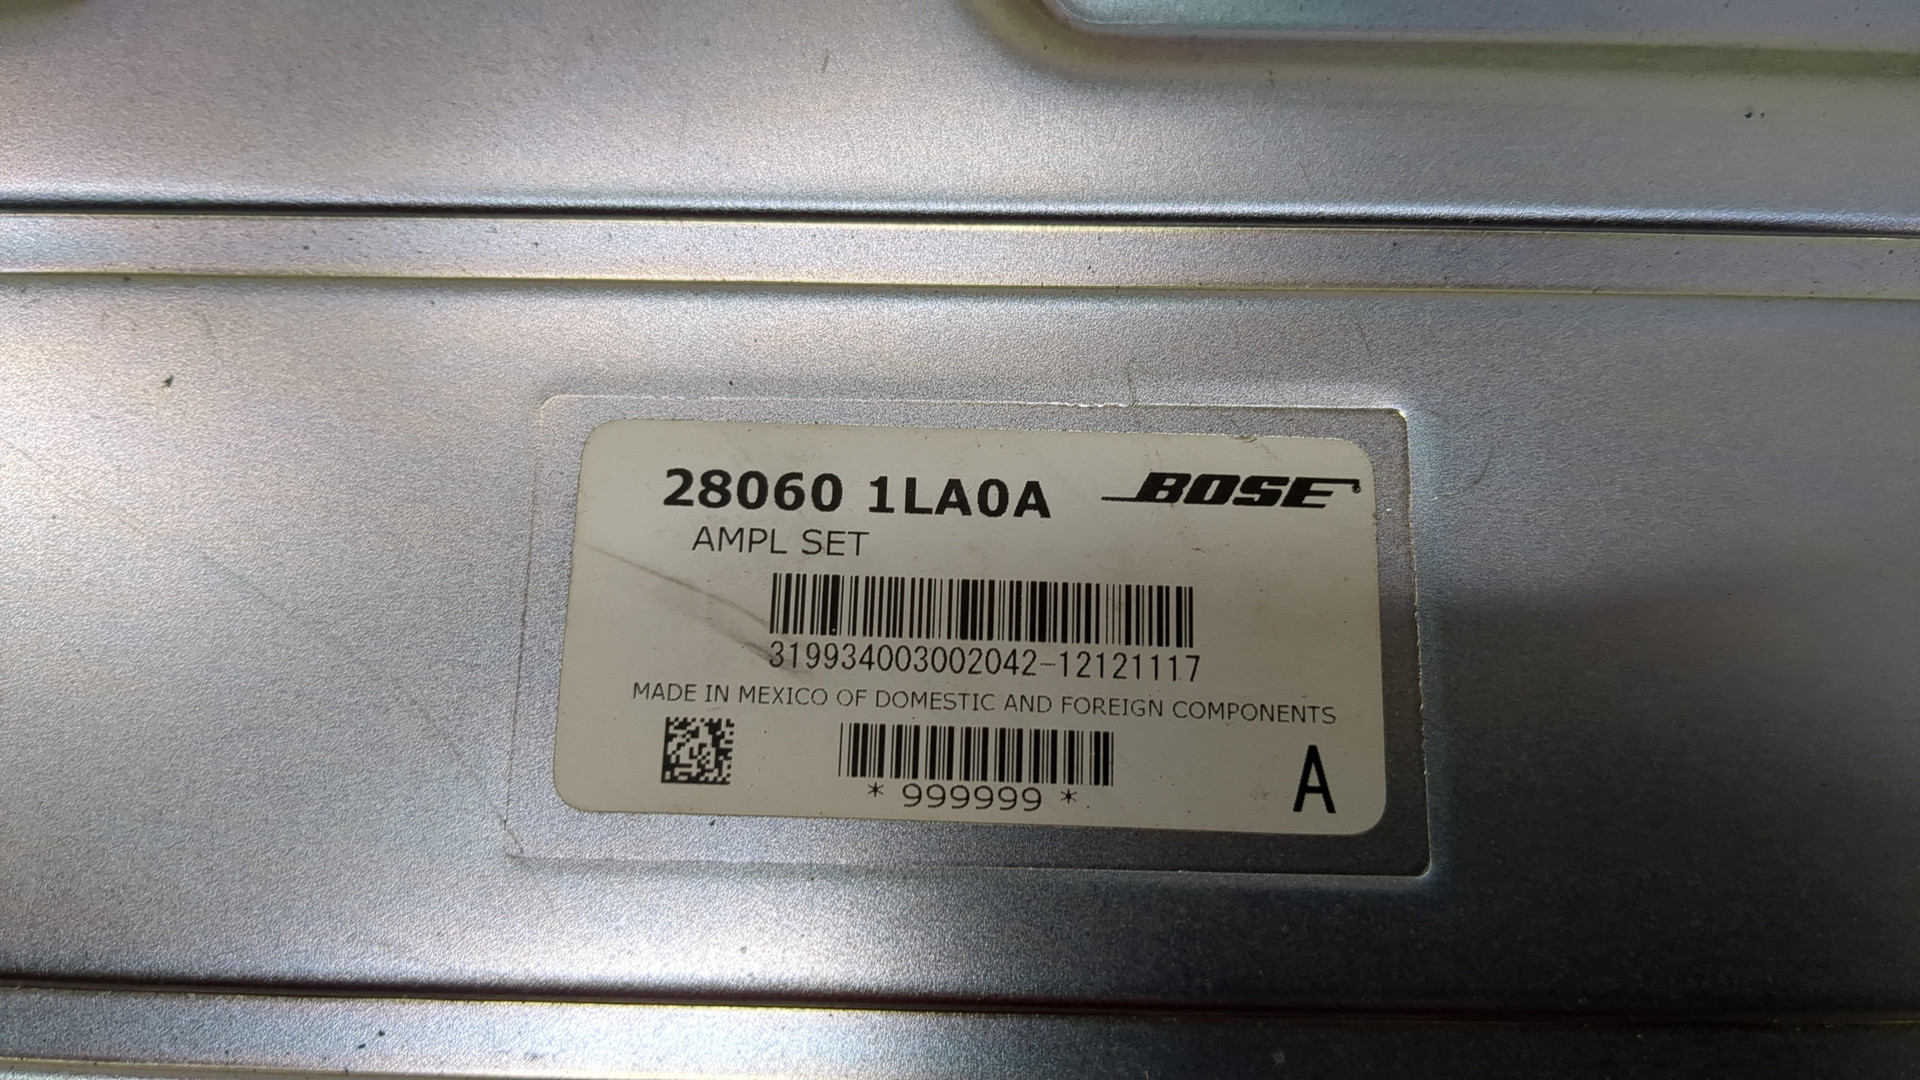 28060 1LA0A BOSE
AMPL SET
319934003002042-12121117
MADE IN MEXICO OF DOMESTIC AND FOREIGN COMPONENTS
* 999999 *
A